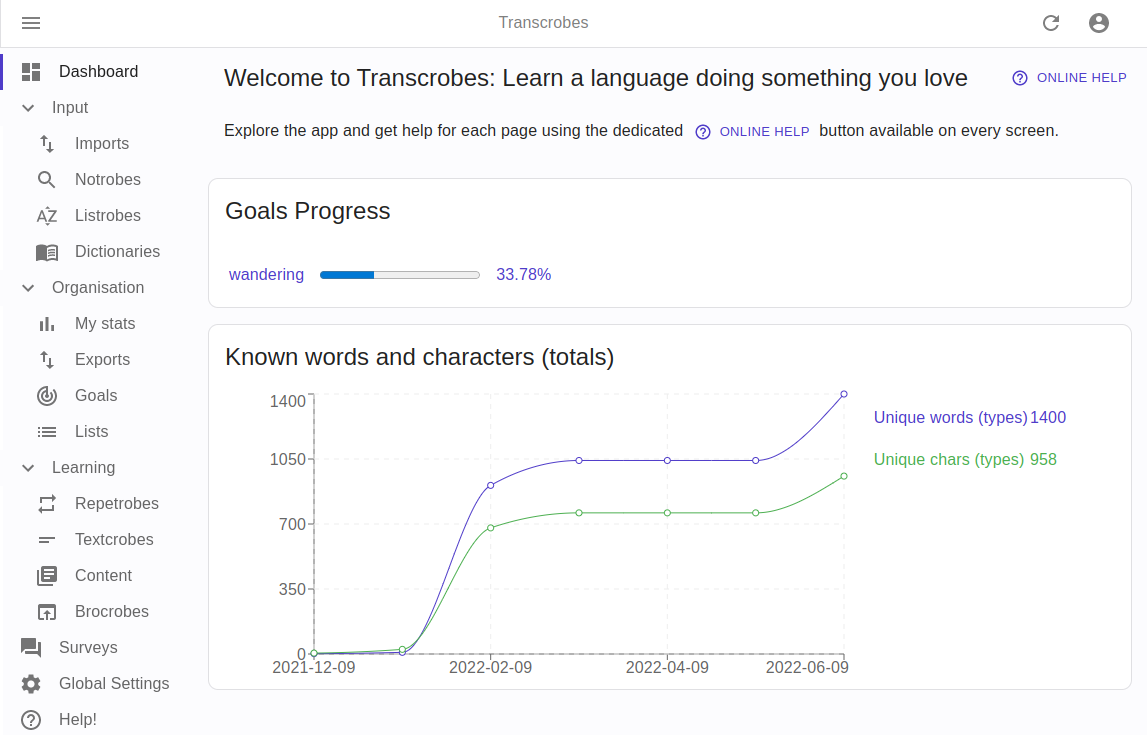 Transcrobes
Dashboard
Input
Imports
Notrobes
Listrobes
Dictionaries
Organisation
My stats
Exports
Goals
Lists
Learning
Repetrobes
Textcrobes
Content
Brocrobes
Surveys
Global Settings
Help!
Welcome to Transcrobes: Learn a language doing something you love
ONLINE HELP
Explore the app and get help for each page using the dedicated ONLINE HELP button available on every screen.
Goals Progress
wandering 33.78%
Known words and characters (totals)
1400
1050
700
350
0
2021-12-09 2022-02-09 2022-04-09 2022-06-09
Unique words (types) 1400
Unique chars (types) 958